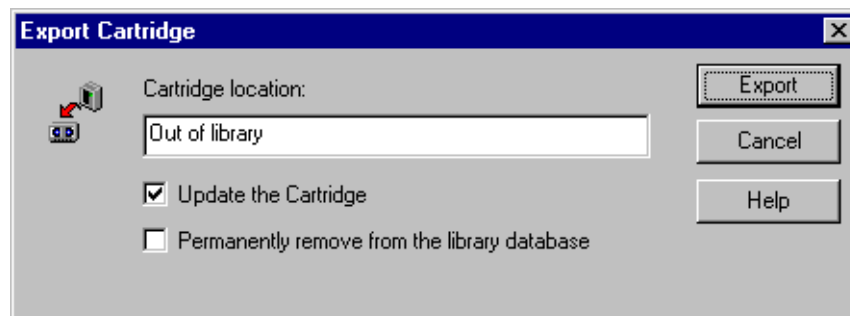 Export Cartridge
Cartridge location:
Out of library
Update the Cartridge
Permanently remove from the library database
Export
Cancel
Help